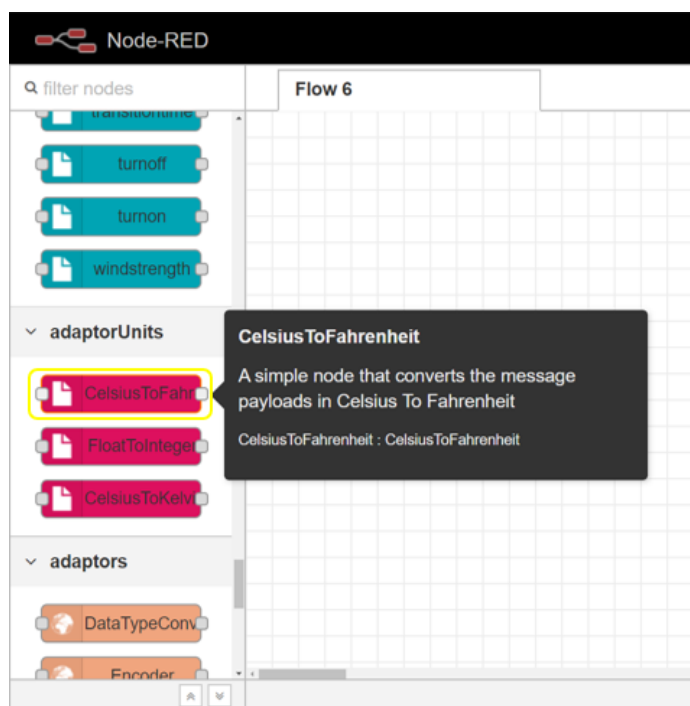 Node-RED
filter nodes
Flow 6
transitiontime
turnoff
turnon
windstrength
adaptorUnits
CelsiusToFahr
FloatToInteger
CelsiusToKelvi
CelsiusToFahrenheit
A simple node that converts the message
payloads in Celsius To Fahrenheit
CelsiusToFahrenheit : CelsiusToFahrenheit
adaptors
DataTypeConv
Encoder